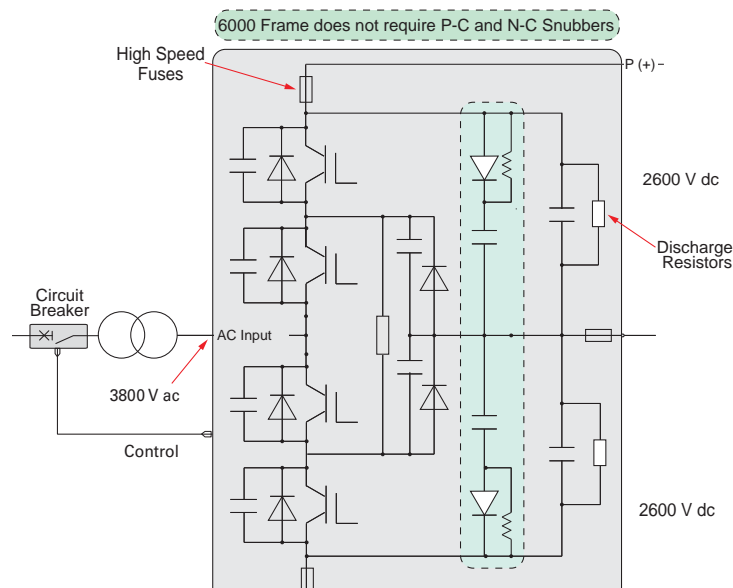 6000 Frame does not require P-C and N-C Snubbers
High Speed
Fuses
P (+)
2600 V dc
Discharge
Resistors
Circuit
Breaker
AC Input
3800 V ac
Control
2600 V dc